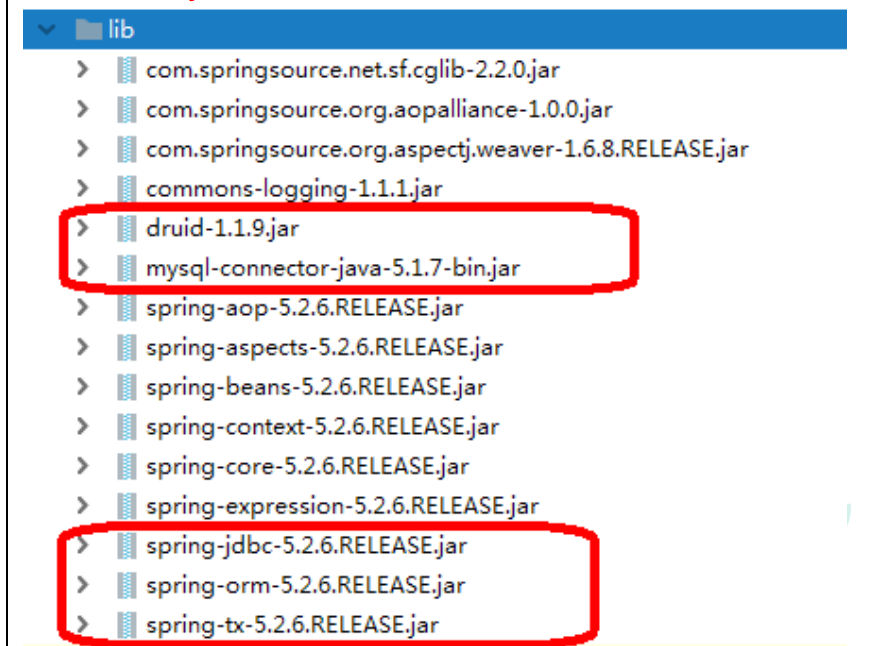 lib
com.springsource.net.sf.cglib-2.2.0.jar
com.springsource.org.aopalliance-1.0.0.jar
com.springsource.org.aspectj.weaver-1.6.8.RELEASE.jar
commons-logging-1.1.1.jar
druid-1.1.9.jar
mysql-connector-java-5.1.7-bin.jar
spring-aop-5.2.6.RELEASE.jar
spring-aspects-5.2.6.RELEASE.jar
spring-beans-5.2.6.RELEASE.jar
spring-context-5.2.6.RELEASE.jar
spring-core-5.2.6.RELEASE.jar
spring-expression-5.2.6.RELEASE.jar
spring-jdbc-5.2.6.RELEASE.jar
spring-orm-5.2.6.RELEASE.jar
spring-tx-5.2.6.RELEASE.jar